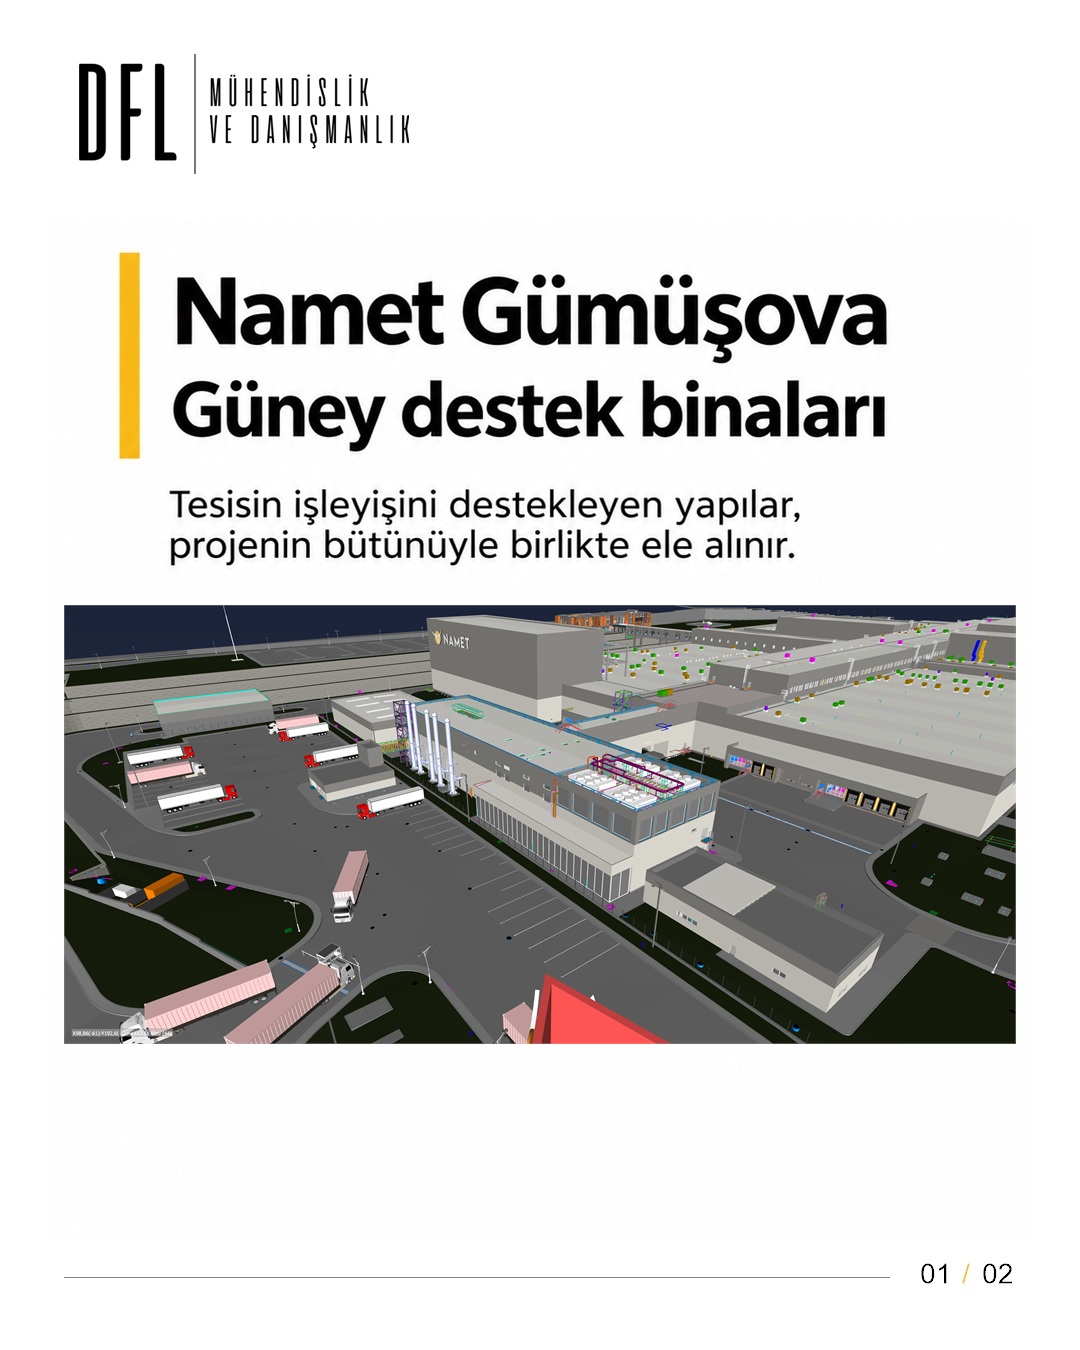 DFL
MÜHENDİSLİK
VE DANIŞMANLIK
Namet Gümüşova
Güney destek binaları
Tesisin işleyişini destekleyen yapılar,
projenin bütünüyle birlikte ele alınır.
NAMET
01 / 02